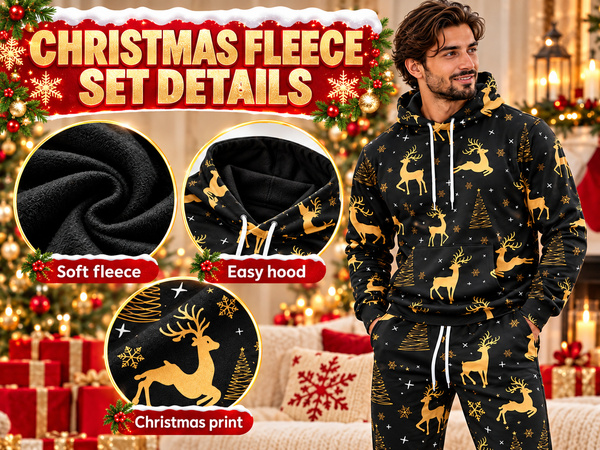 CHRISTMAS FLEECE
SET DETAILS
Soft fleece
Easy hood
Christmas print